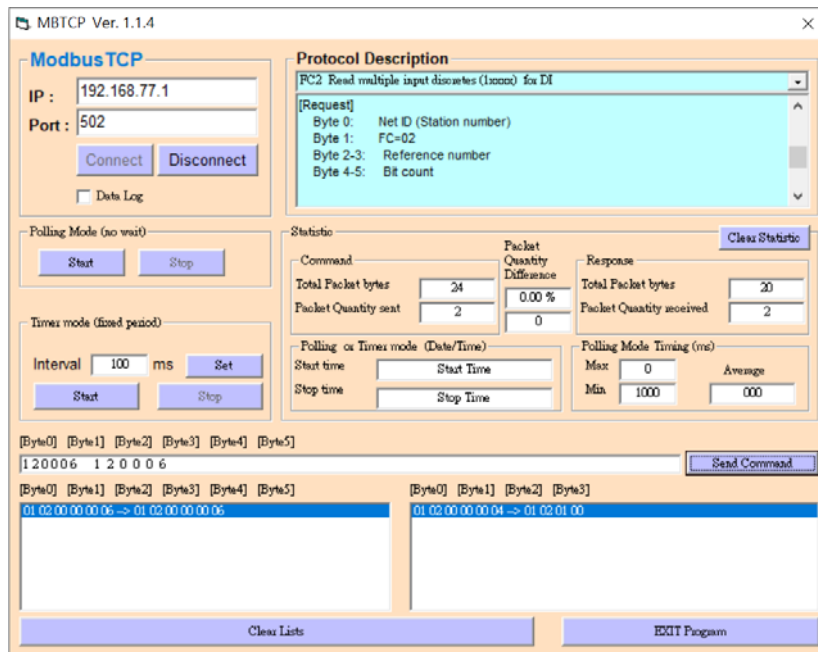 MBTCP Ver. 1.1.4
ModbusTCP
IP : 192.168.77.1
Port : 502
Connect Disconnect
Data Log
Protocol Description
FC2 Read multiple input discretes (1xxxx) for DI
[Request]
Byte 0: Net ID (Station number)
Byte 1: FC=02
Byte 2-3: Reference number
Byte 4-5: Bit count
Polling Mode (no wait)
Start Stop
Timer mode (fixed period)
Interval 100 ms Set
Start Stop
Statistic
Clear Statistic
Command
Total Packet bytes 24
Packet Quantity sent 2
Packet
Quantity
Difference
0.00 %
0
Response
Total Packet bytes 20
Packet Quantity received 2
Polling or Timer mode (Date/Time)
Start time Start Time
Stop time Stop Time
Polling Mode Timing (ms)
Max 0 Average
Min 1000 000
[Byte0] [Byte1] [Byte2] [Byte3] [Byte4] [Byte5]
1 2 0 0 0 6 1 2 0 0 0 6
Send Command
[Byte0] [Byte1] [Byte2] [Byte3] [Byte4] [Byte5]
01 02 00 00 00 06 --> 01 02 00 00 00 06
[Byte0] [Byte1] [Byte2] [Byte3]
01 02 00 00 00 04 --> 01 02 01 00
Clear Lists
EXIT Program